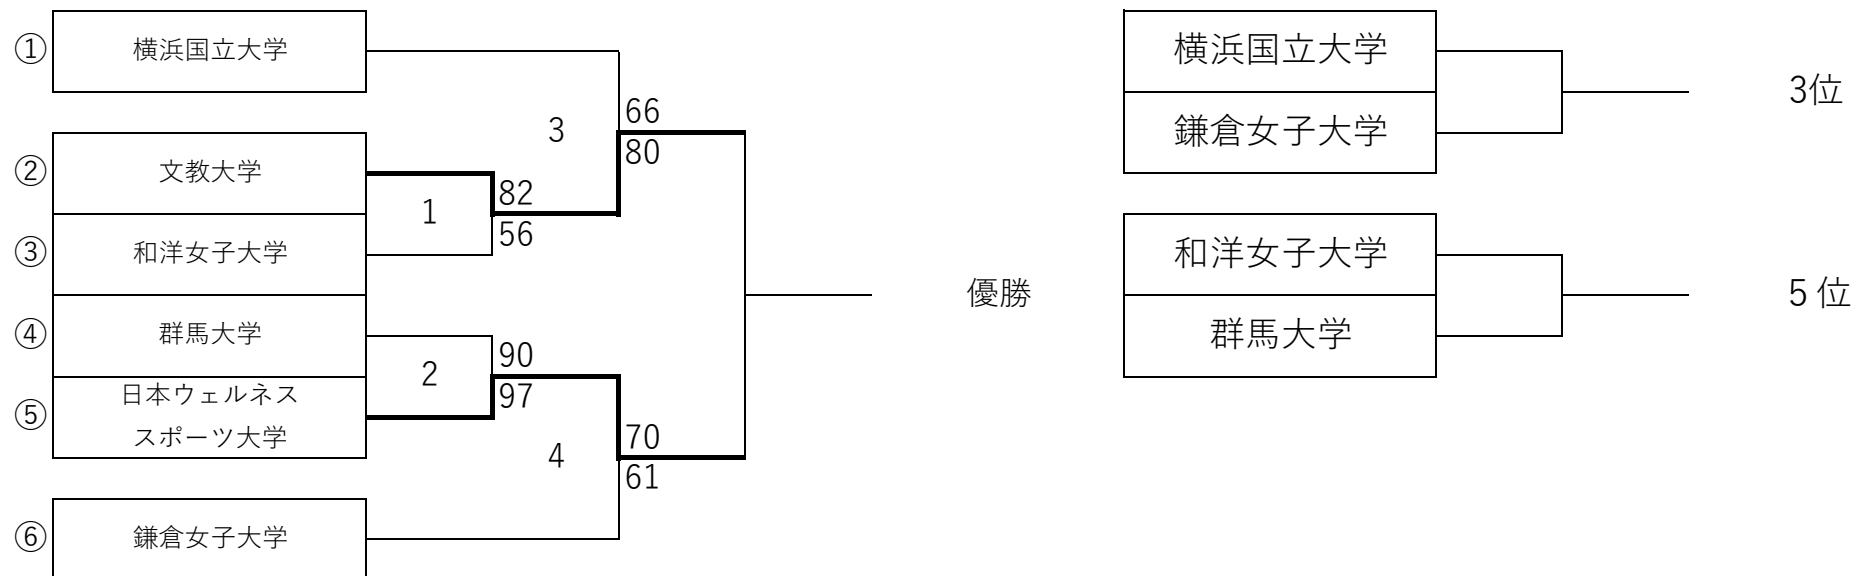 ① 横浜国立大学
3
66
80
② 文教大学
1
82
56
③ 和洋女子大学
優勝
④ 群馬大学
2
90
97
⑤ 日本ウェルネス
スポーツ大学
4
70
61
⑥ 鎌倉女子大学
横浜国立大学
鎌倉女子大学
3位
和洋女子大学
群馬大学
5 位